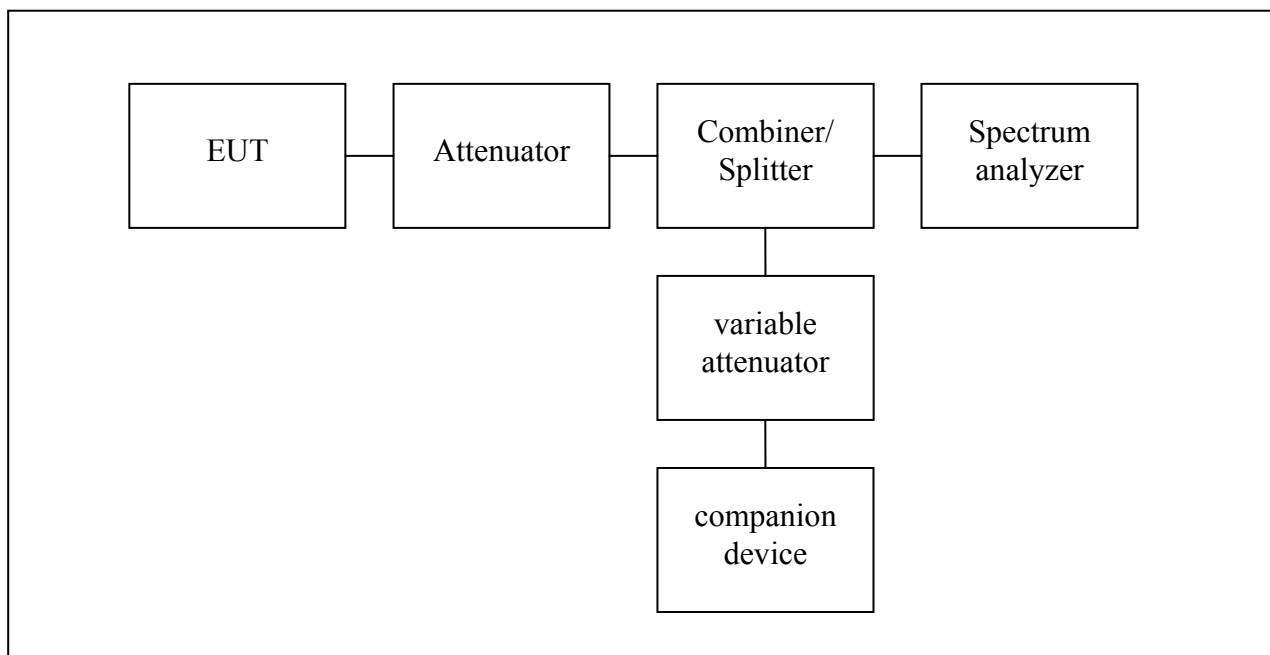 EUT
Attenuator
Combiner/
Splitter
Spectrum
analyzer
variable
attenuator
companion
device